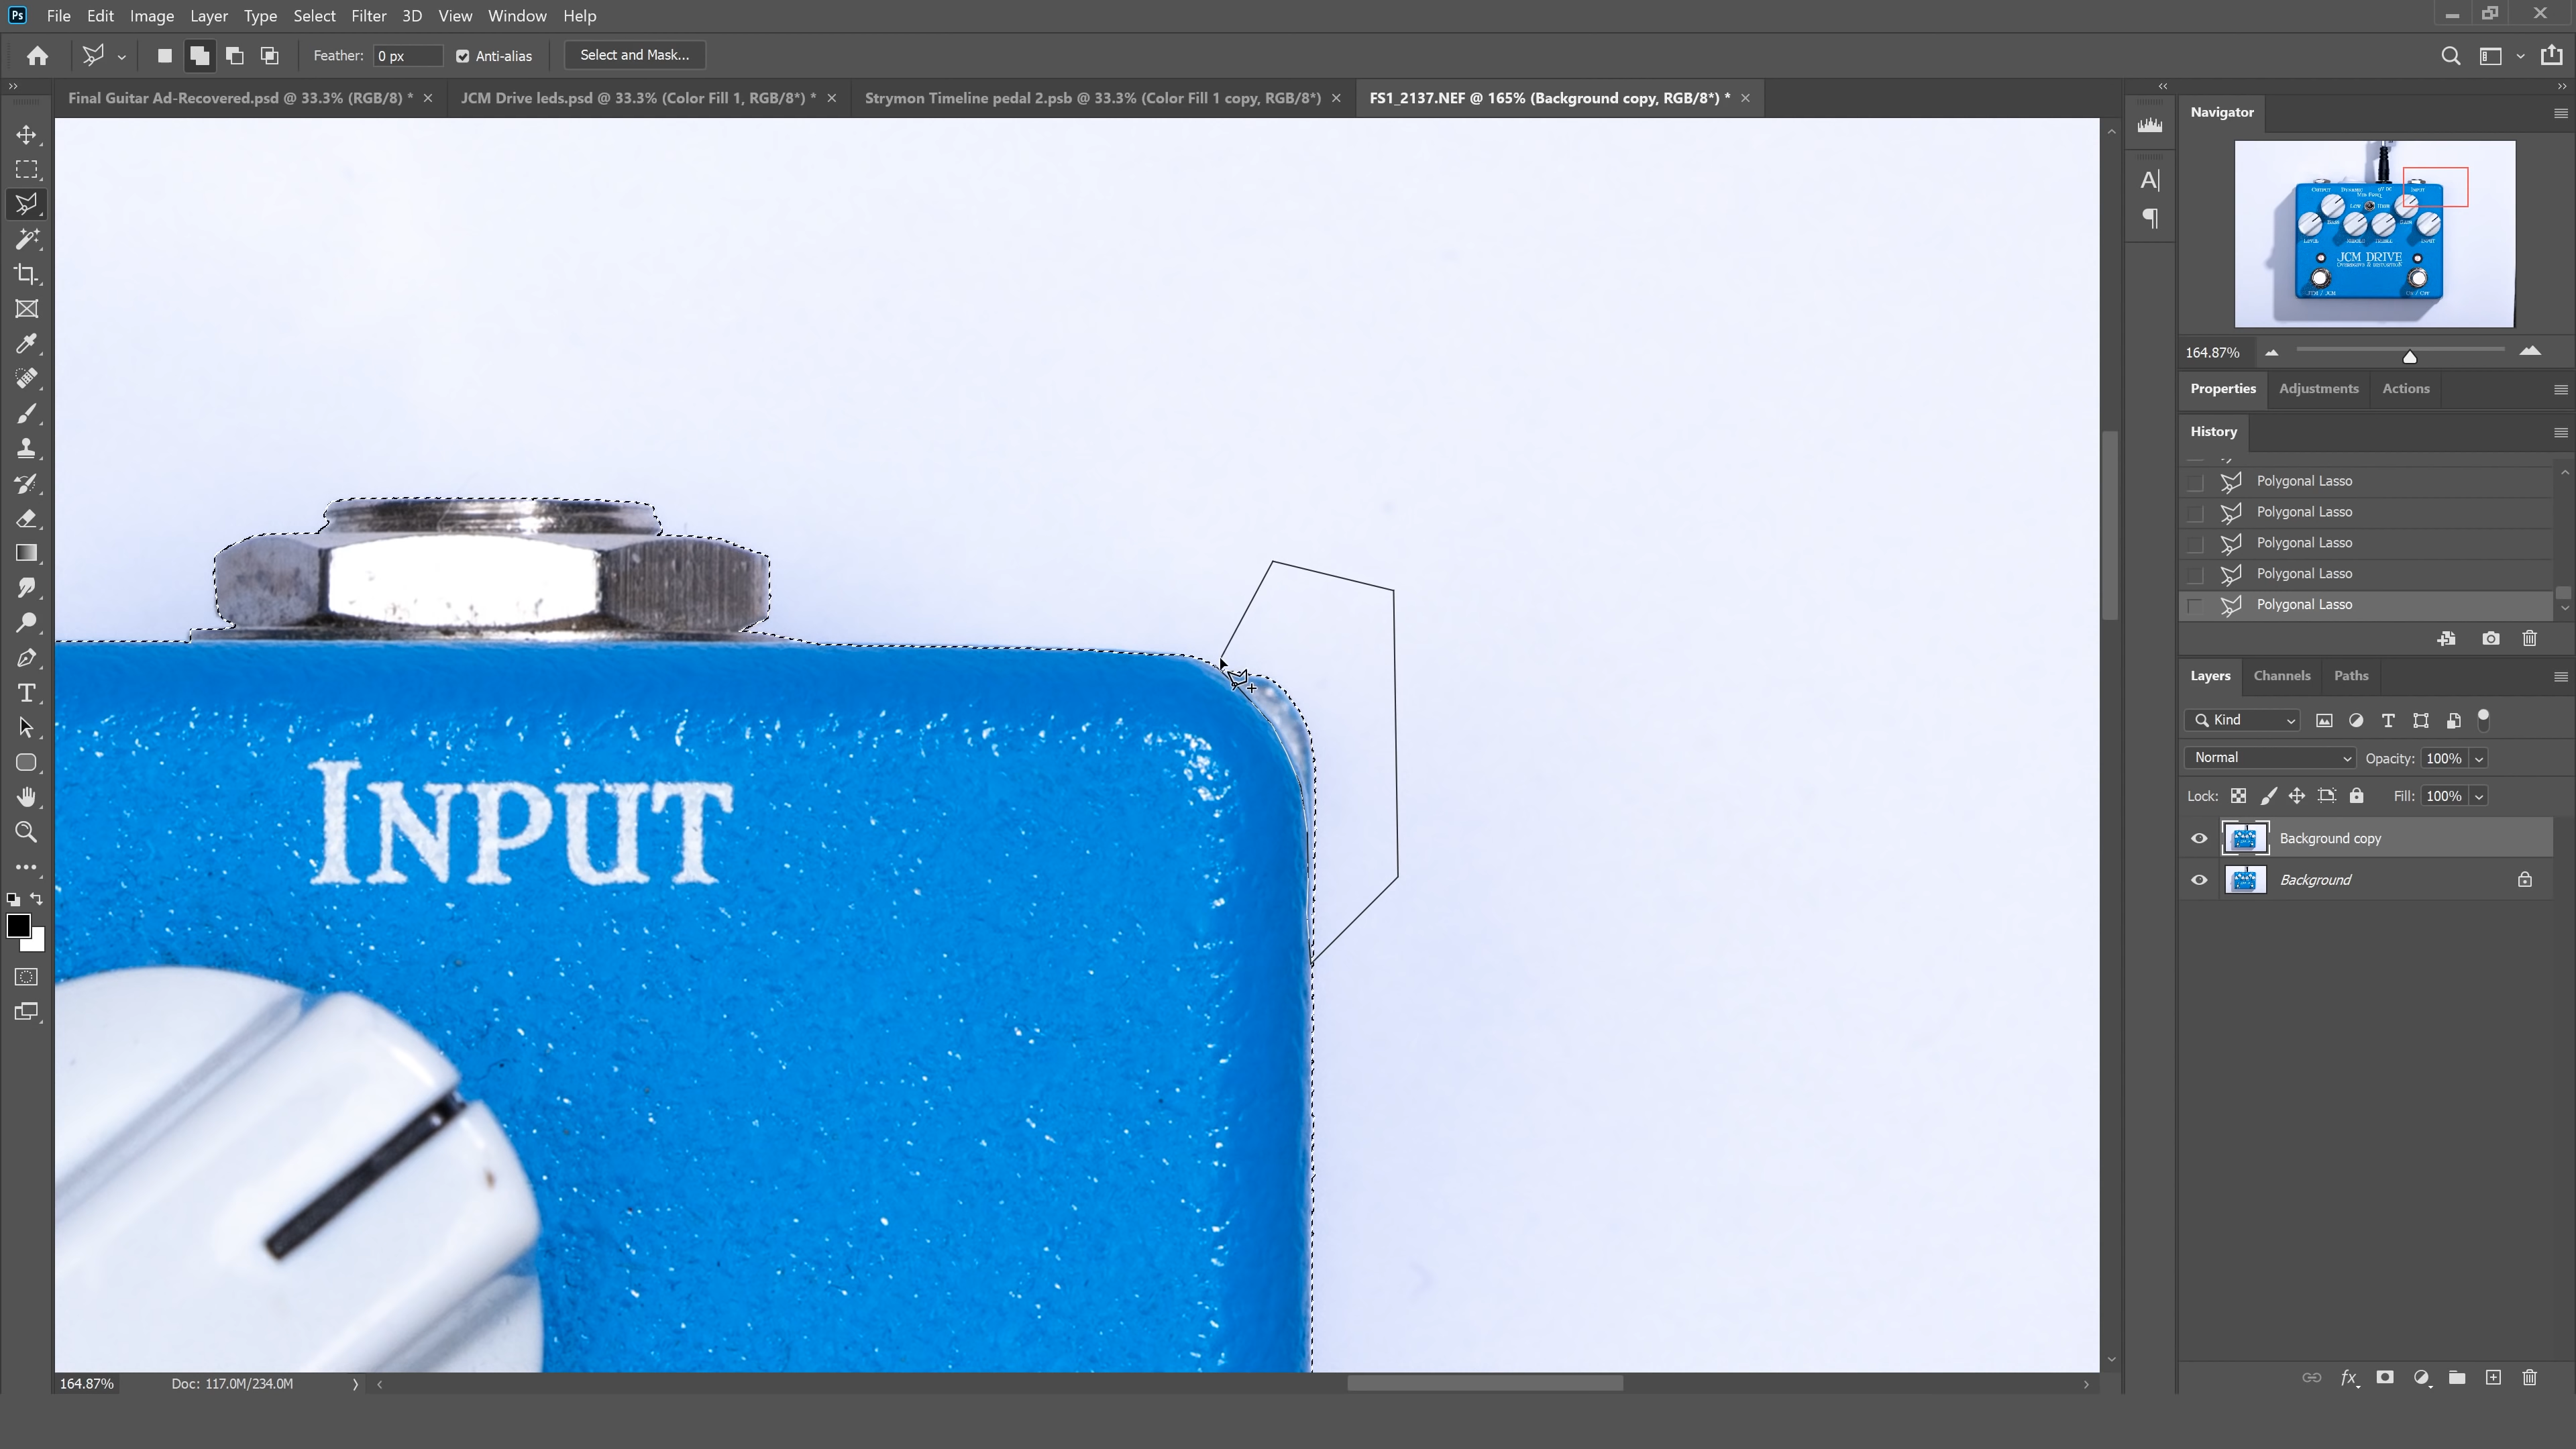 Ps File Edit Image Layer Type Select Filter 3D View Window Help
Feather: 0 px Anti-alias Select and Mask...
Final Guitar Ad-Recovered.psd @ 33.3% (RGB/8) * JCM Drive leds.psd @ 33.3% (Color Fill 1, RGB/8*) * Strymon Timeline pedal 2.psb @ 33.3% (Color Fill 1 copy, RGB/8*) FS1_2137.NEF @ 165% (Background copy, RGB/8*) *
INPUT
164.87% Doc: 117.0M/234.0M
Navigator
OUTPUT
INPUT
JCM DRIVE
164.87%
Properties Adjustments Actions
History
Polygonal Lasso
Polygonal Lasso
Polygonal Lasso
Polygonal Lasso
Polygonal Lasso
Layers Channels Paths
Kind
Normal Opacity: 100%
Lock: Fill: 100%
Background copy
Background